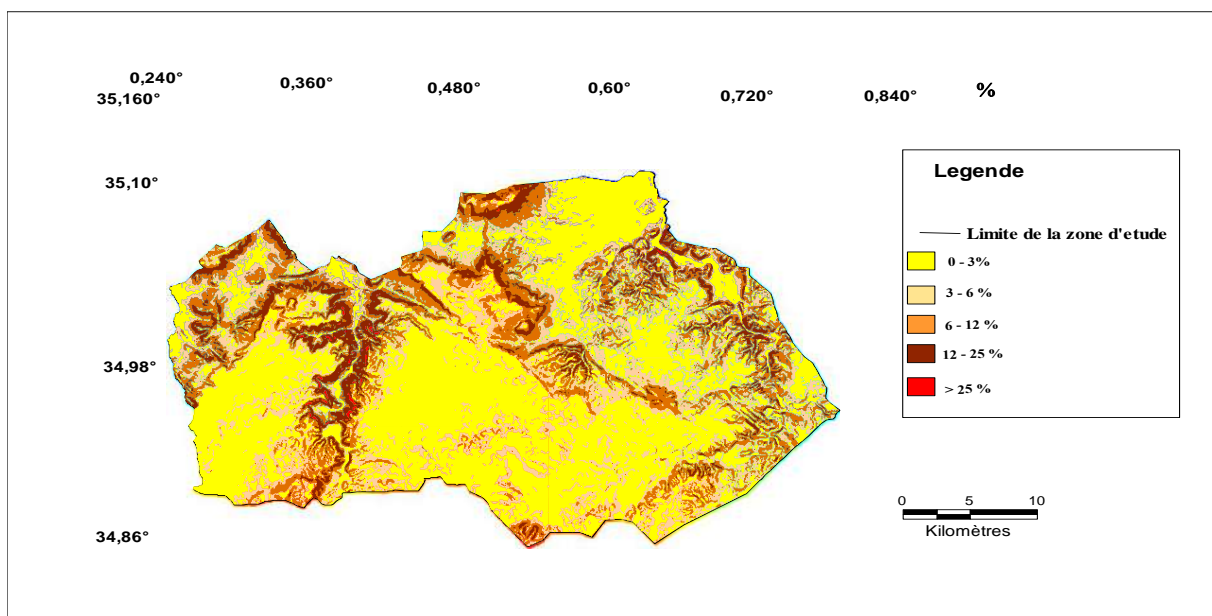 0,240°
0,360°
0,480°
0,60°
0,720°
0,840°
%
35,160°
35,10°
34,98°
34,86°
Legende
Limite de la zone d'etude
0 - 3%
3 - 6 %
6 - 12 %
12 - 25 %
> 25 %
0 5 10
Kilomètres